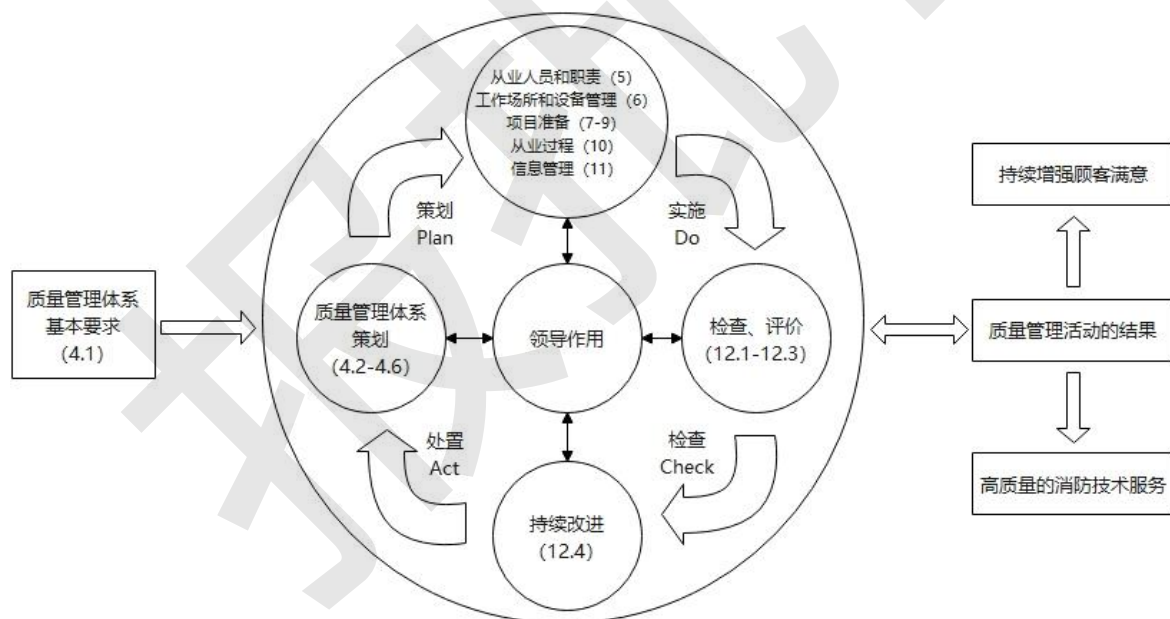 从业人员和职责（5）
工作场所和设备管理（6）
项目准备（7-9）
从业过程（10）
信息管理（11）
策划
Plan
实施
Do
质量管理体系
基本要求
(4.1)
质量管理体系
策划
(4.2-4.6)
领导作用
检查、评价
(12.1-12.3)
处置
Act
检查
Check
持续改进
(12.4)
持续增强顾客满意
质量管理活动的结果
高质量的消防技术服务